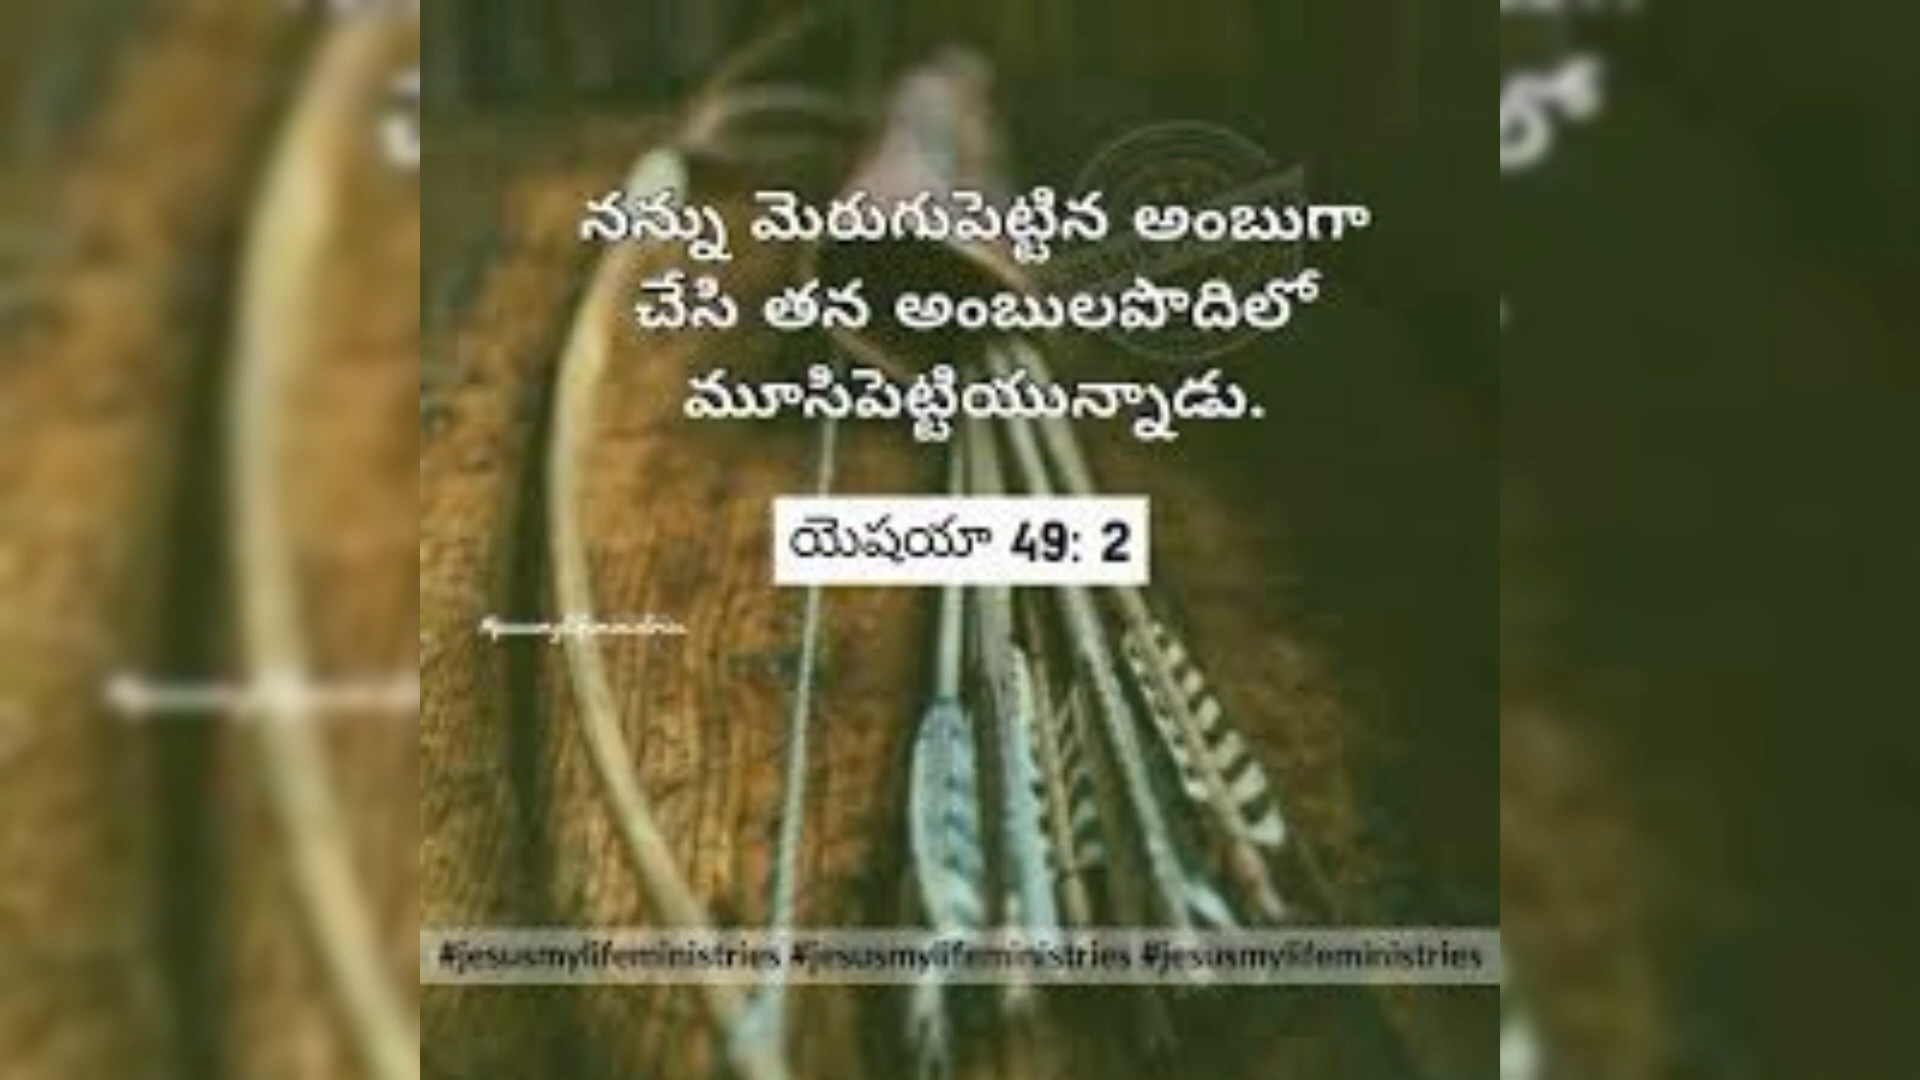 నన్ను మెరుగుపెట్టిన అంబుగా
చేసి తన అంబులపొదిలో
మూసిపెట్టియున్నాడు.
యెషయా 49: 2
#jesusmylifeministries #jesusmylifeministries #jesusmylifeministries